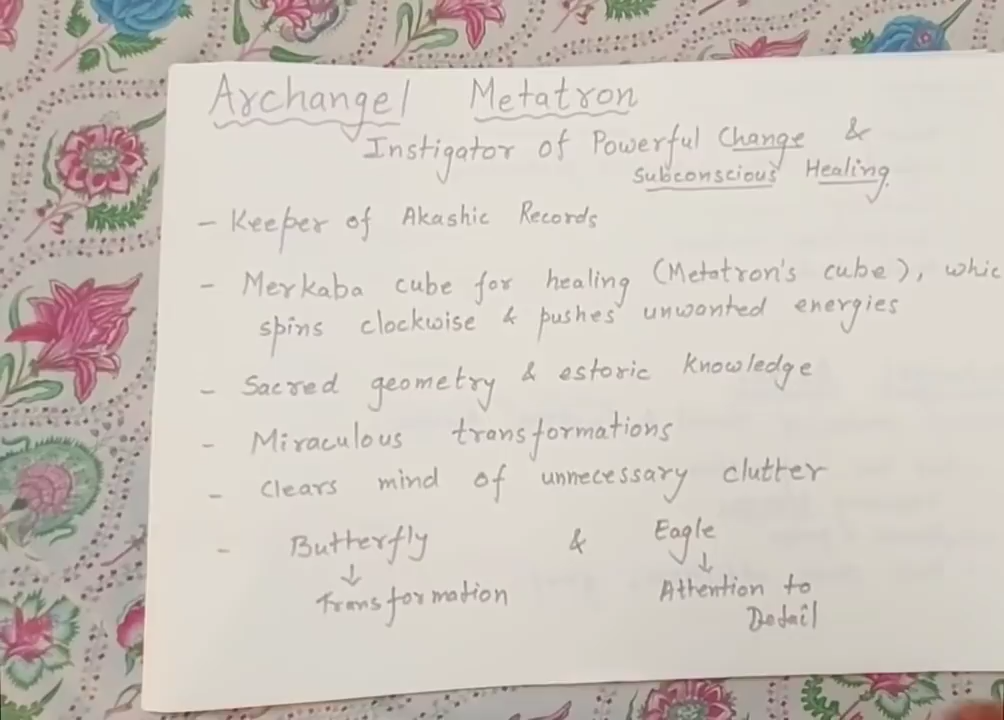 Archangel Metatron
Instigator of Powerful Change &
Subconscious Healing.
- Keeper of Akashic Records
- Merkaba cube for healing (Metatron's cube), whic
spins clockwise & pushes unwanted energies
- Sacred geometry & estoric knowledge
- Miraculous transformations
- Clears mind of unnecessary clutter
- Butterfly & Eagle
↓ ↓
Transformation Attention to
Detail